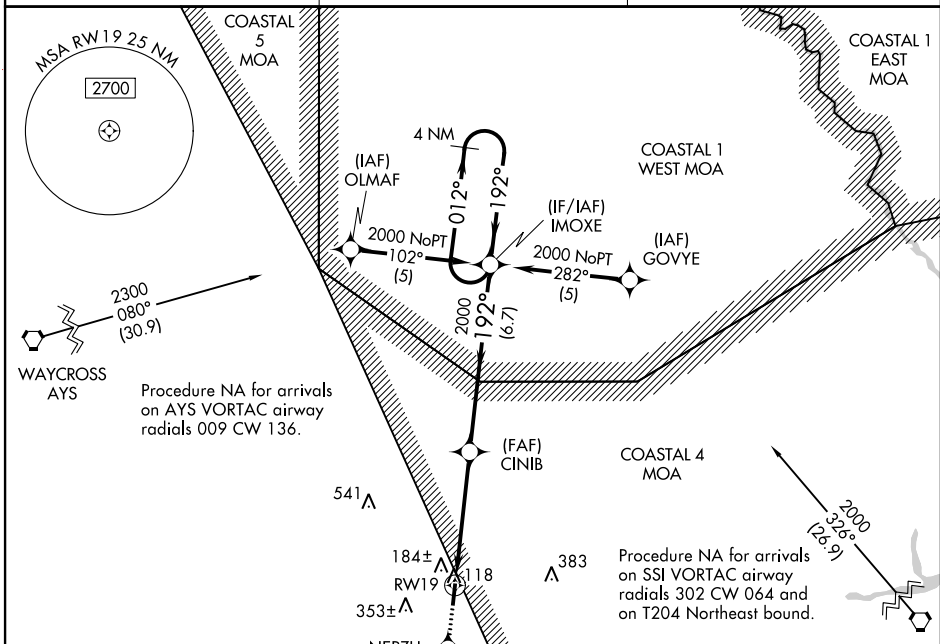 MSA RW19 25 NM
2700
COASTAL
5
MOA
COASTAL 1
EAST
MOA
COASTAL 1
WEST MOA
4 NM
012°
192°
(IAF)
OLMAF
2000 NoPT
102°
(5)
(IF/IAF)
IMOXE
2000 NoPT
282°
(5)
(IAF)
GOVYE
2000
192°
(6.7)
2300
080°
(30.9)
WAYCROSS
AYS
Procedure NA for arrivals
on AYS VORTAC airway
radials 009 CW 136.
(FAF)
CINIB
COASTAL 4
MOA
2000
326°
(26.9)
541
184±
118
RW19
353±
383
Procedure NA for arrivals
on SSI VORTAC airway
radials 302 CW 064 and
on T204 Northeast bound.